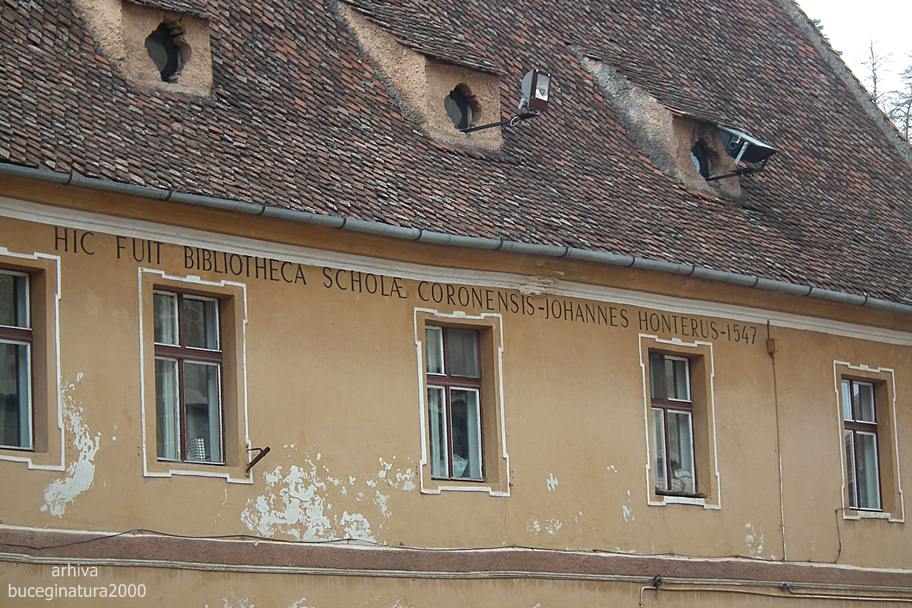 HIC FUIT BIBLIOTHECA SCHOLÆ CORONENSIS-JOHANNES HONTERUS-1547
arhiva
buceginatura2000